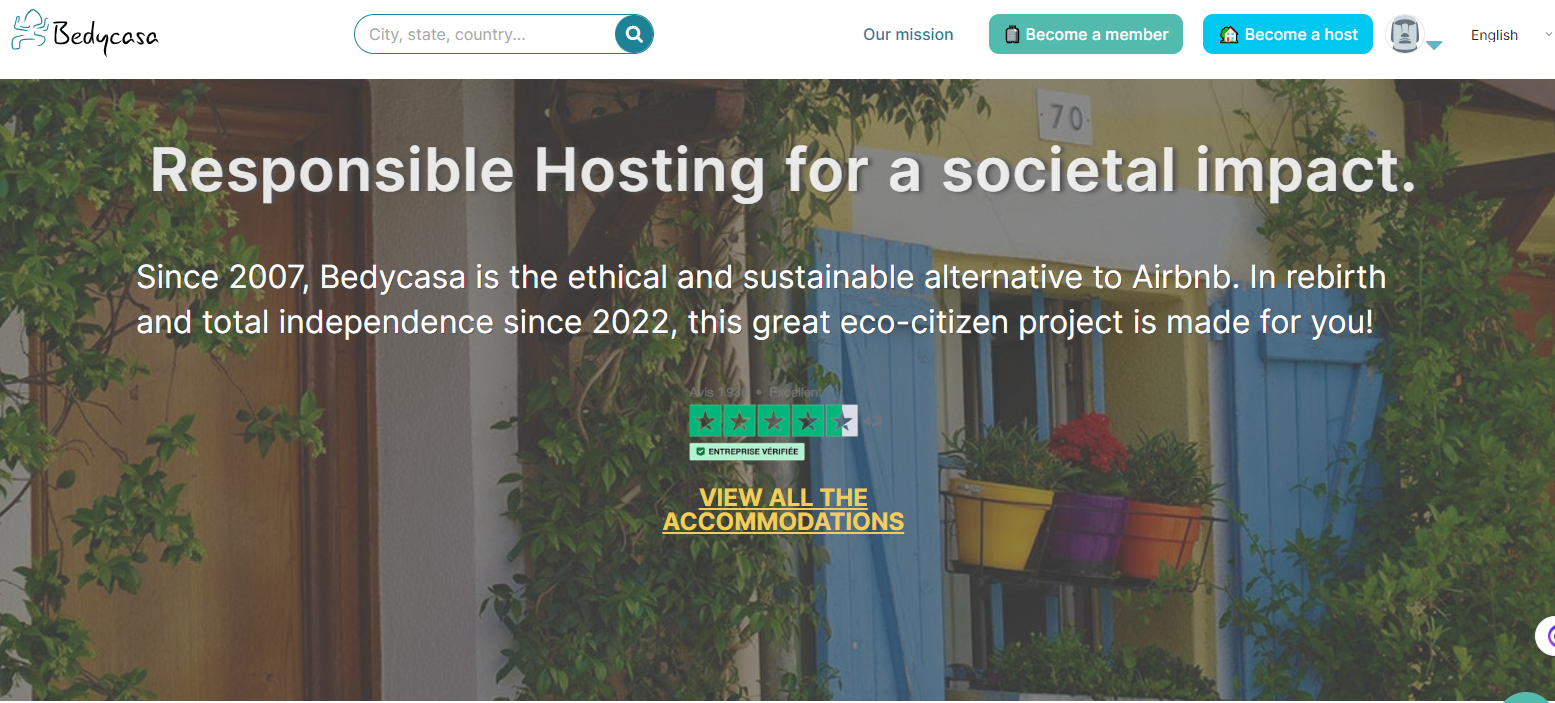 Bedycasa
City, state, country...
Our mission
Become a member
Become a host
English
70
Responsible Hosting for a societal impact.
Since 2007, Bedycasa is the ethical and sustainable alternative to Airbnb. In rebirth
and total independence since 2022, this great eco-citizen project is made for you!
Avis • Excellent
ENTREPRISE VÉRIFIÉE
VIEW ALL THE
ACCOMMODATIONS